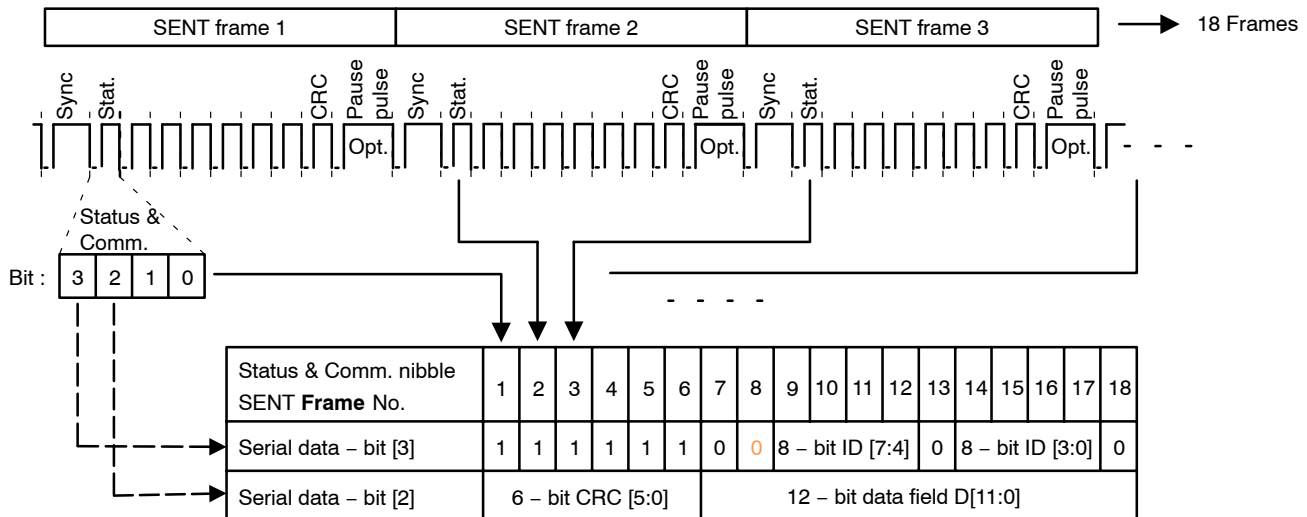 SENT frame 1 SENT frame 2 SENT frame 3 18 Frames
Sync Stat. CRC Pause pulse Sync Stat. CRC Pause pulse Sync Stat. CRC Pause pulse
Opt. Opt. Opt.
Status &
Comm.
Bit : 3 2 1 0
Status & Comm. nibble
SENT Frame No. 1 2 3 4 5 6 7 8 9 10 11 12 13 14 15 16 17 18
Serial data – bit [3] 1 1 1 1 1 1 0 0 8 – bit ID [7:4] 0 8 – bit ID [3:0] 0
Serial data – bit [2] 6 – bit CRC [5:0] 12 – bit data field D[11:0]